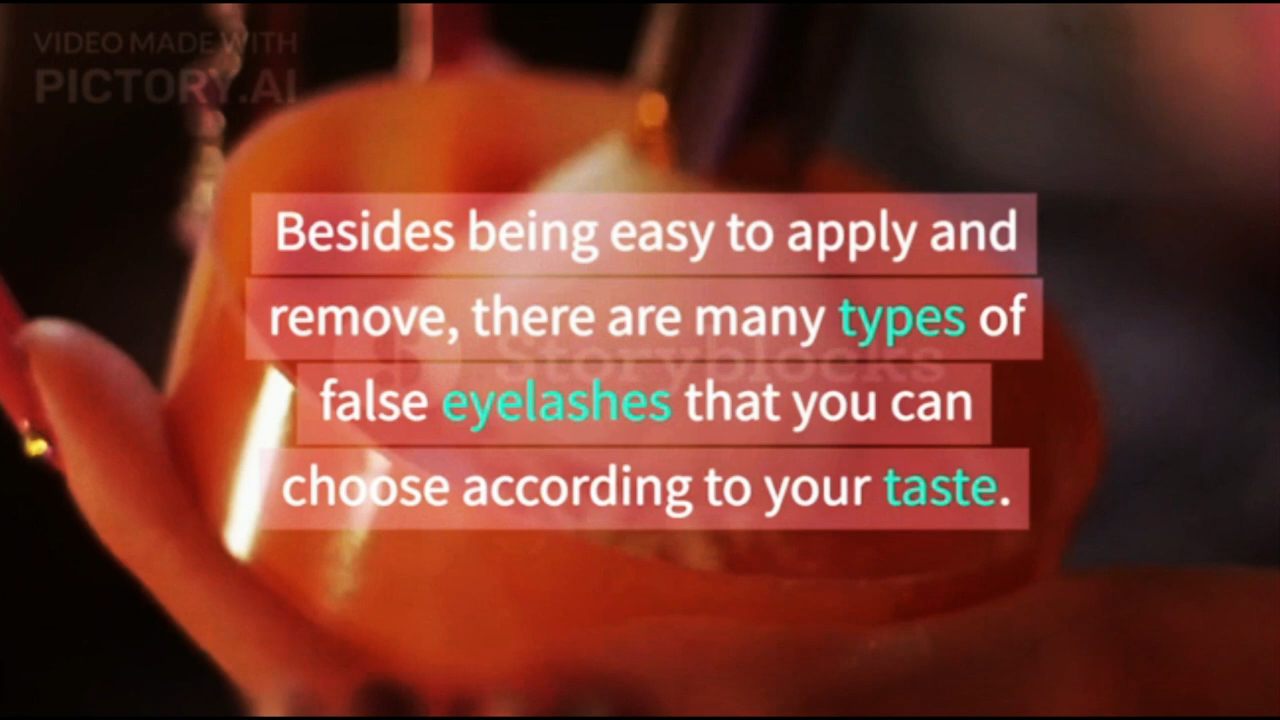 VIDEO MADE WITH
PICTORY.AI
Besides being easy to apply and
remove, there are many types of
Storyblocks
false eyelashes that you can
choose according to your taste.